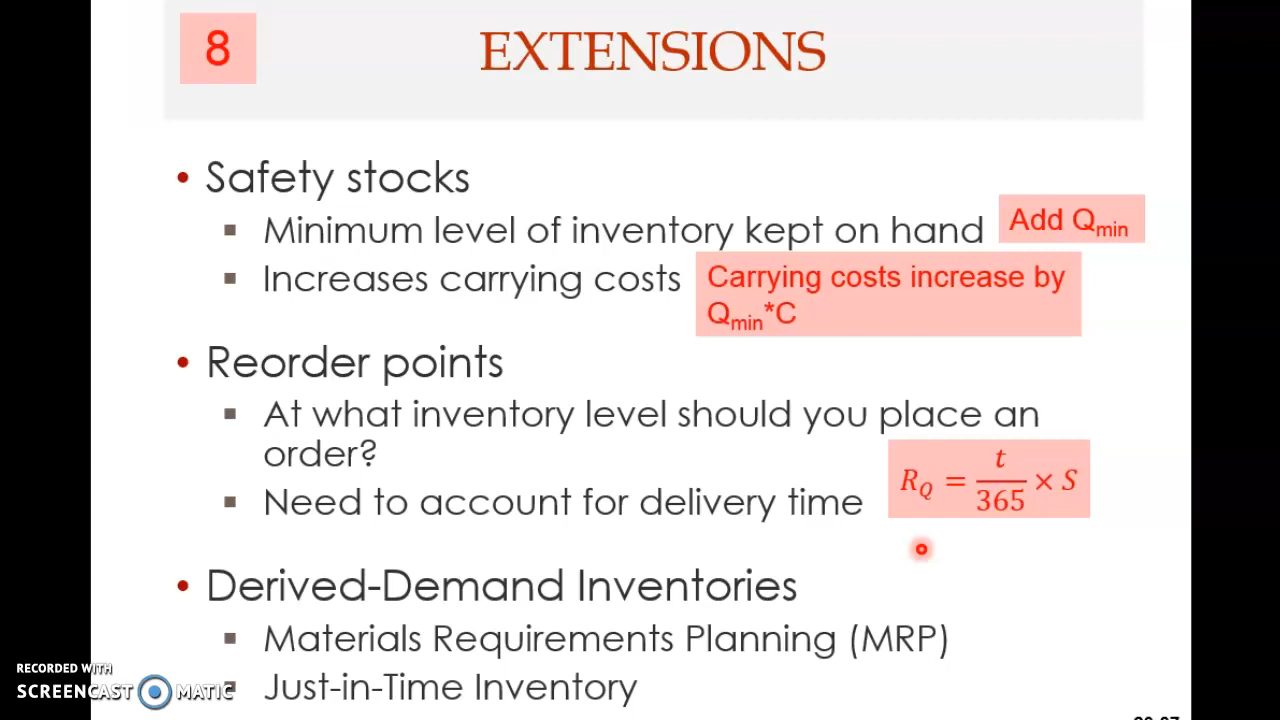 8
EXTENSIONS
• Safety stocks
▪ Minimum level of inventory kept on hand
Add Qmin
▪ Increases carrying costs
Carrying costs increase by
Qmin*C
• Reorder points
▪ At what inventory level should you place an
order?
▪ Need to account for delivery time
R_Q = t/365 × S
• Derived-Demand Inventories
▪ Materials Requirements Planning (MRP)
▪ Just-in-Time Inventory
RECORDED WITH
SCREENCAST MATIC